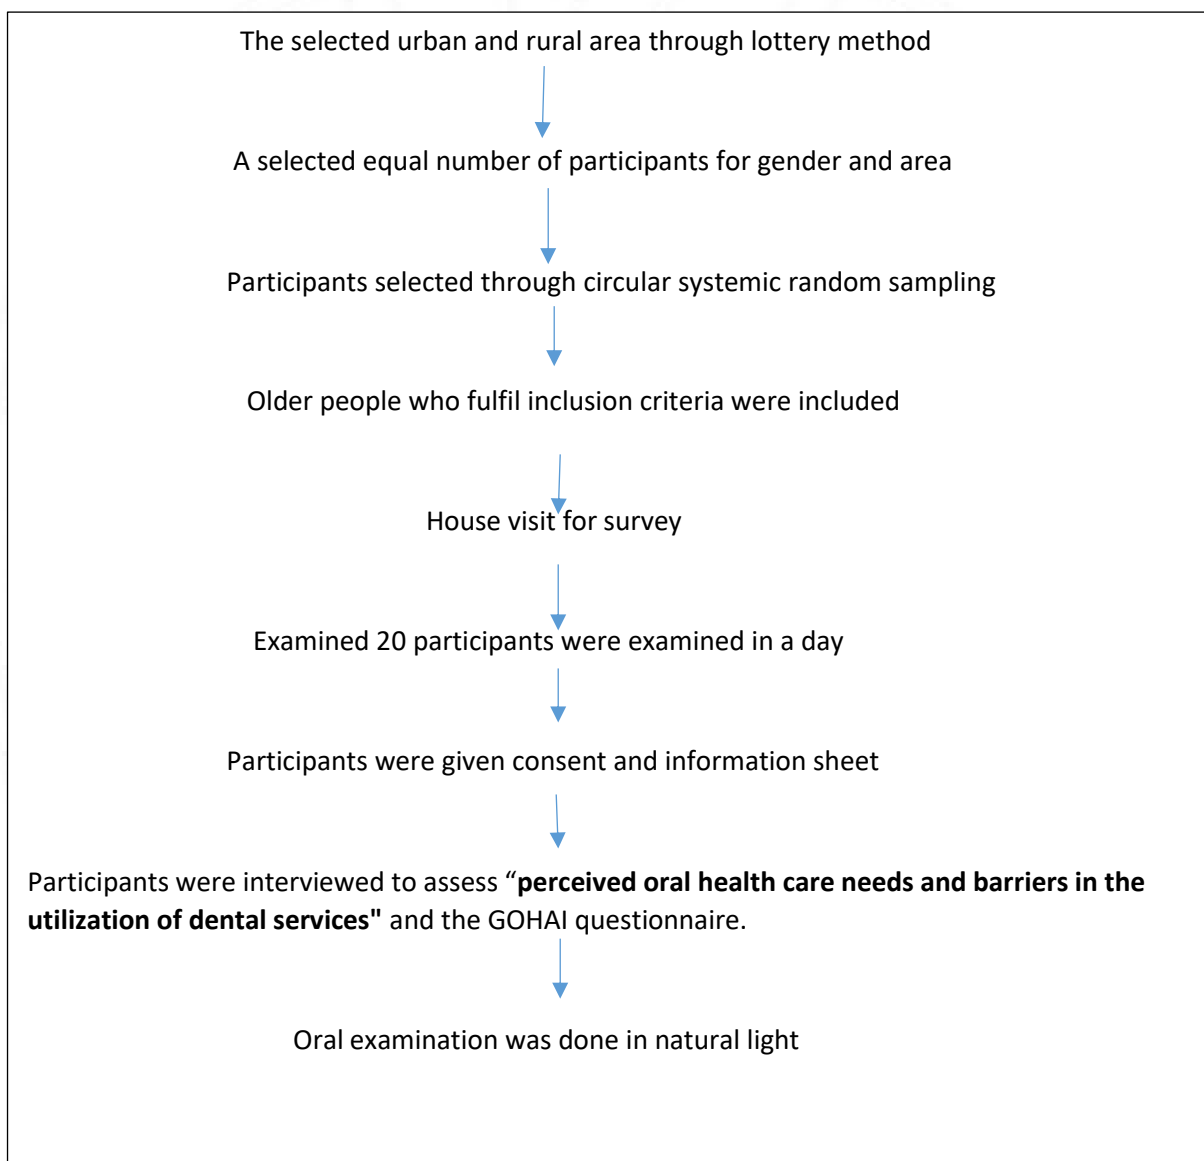 The selected urban and rural area through lottery method
A selected equal number of participants for gender and area
Participants selected through circular systemic random sampling
Older people who fulfil inclusion criteria were included
House visit for survey
Examined 20 participants were examined in a day
Participants were given consent and information sheet
Participants were interviewed to assess “perceived oral health care needs and barriers in the
utilization of dental services" and the GOHAI questionnaire.
Oral examination was done in natural light